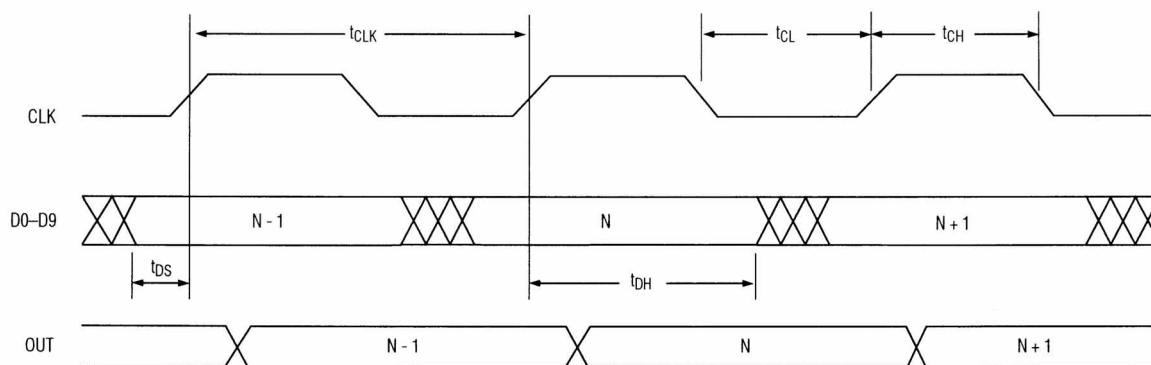 tCLK tCL tCH
CLK
D0–D9 N - 1 N N + 1
tDS tDH
OUT N - 1 N N + 1